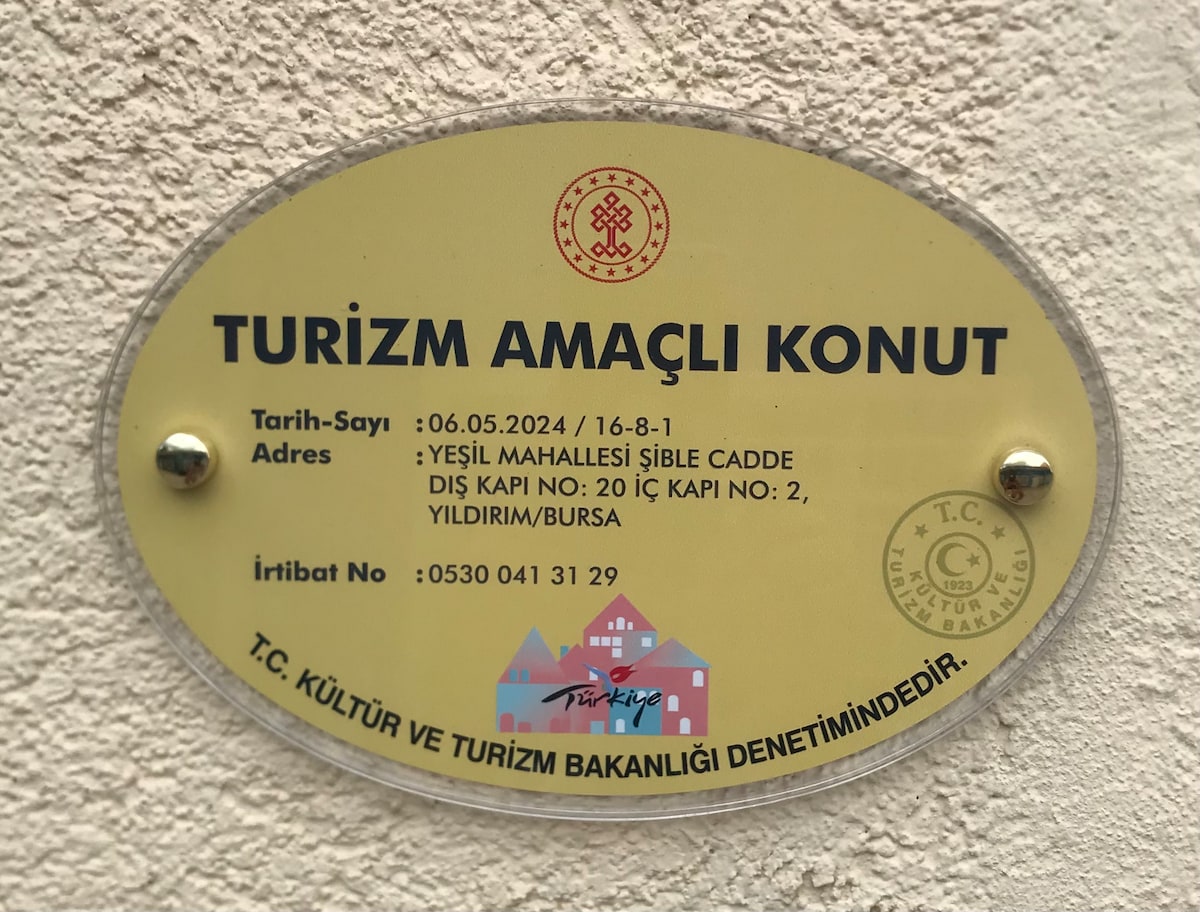 TURİZM AMAÇLI KONUT
Tarih-Sayı : 06.05.2024 / 16-8-1
Adres : YEŞİL MAHALLESİ ŞİBLE CADDE
DIŞ KAPI NO: 20 İÇ KAPI NO: 2,
YILDIRIM/BURSA
İrtibat No : 0530 041 31 29
T.C.
1923
KÜLTÜR VE
TURİZM BAKANLIĞI
Türkiye
T.C. KÜLTÜR VE TURİZM BAKANLIĞI DENETİMİNDEDİR.